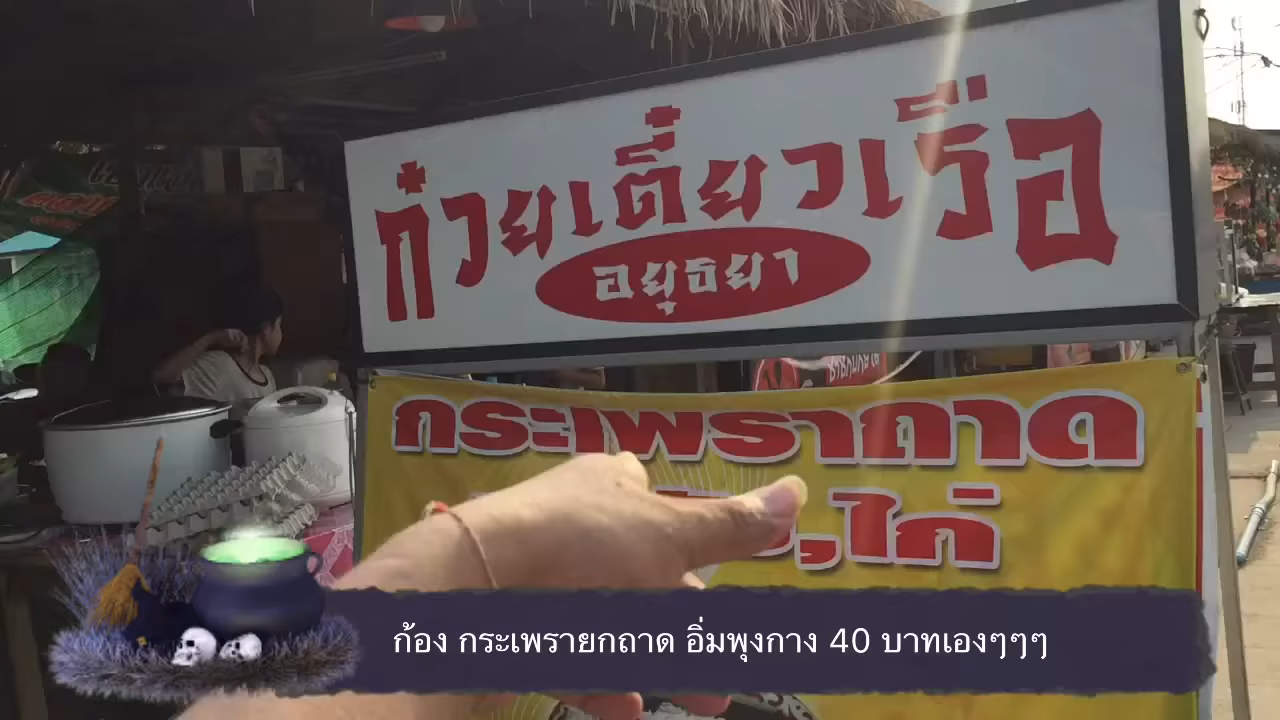 ก๋วยเตี๋ยวเรือ
อยุธยา
กระเพราถาด
,ไก่
ก้อง กระเพรายกถาด อิ่มพุงกาง 40 บาทเองๆๆๆ